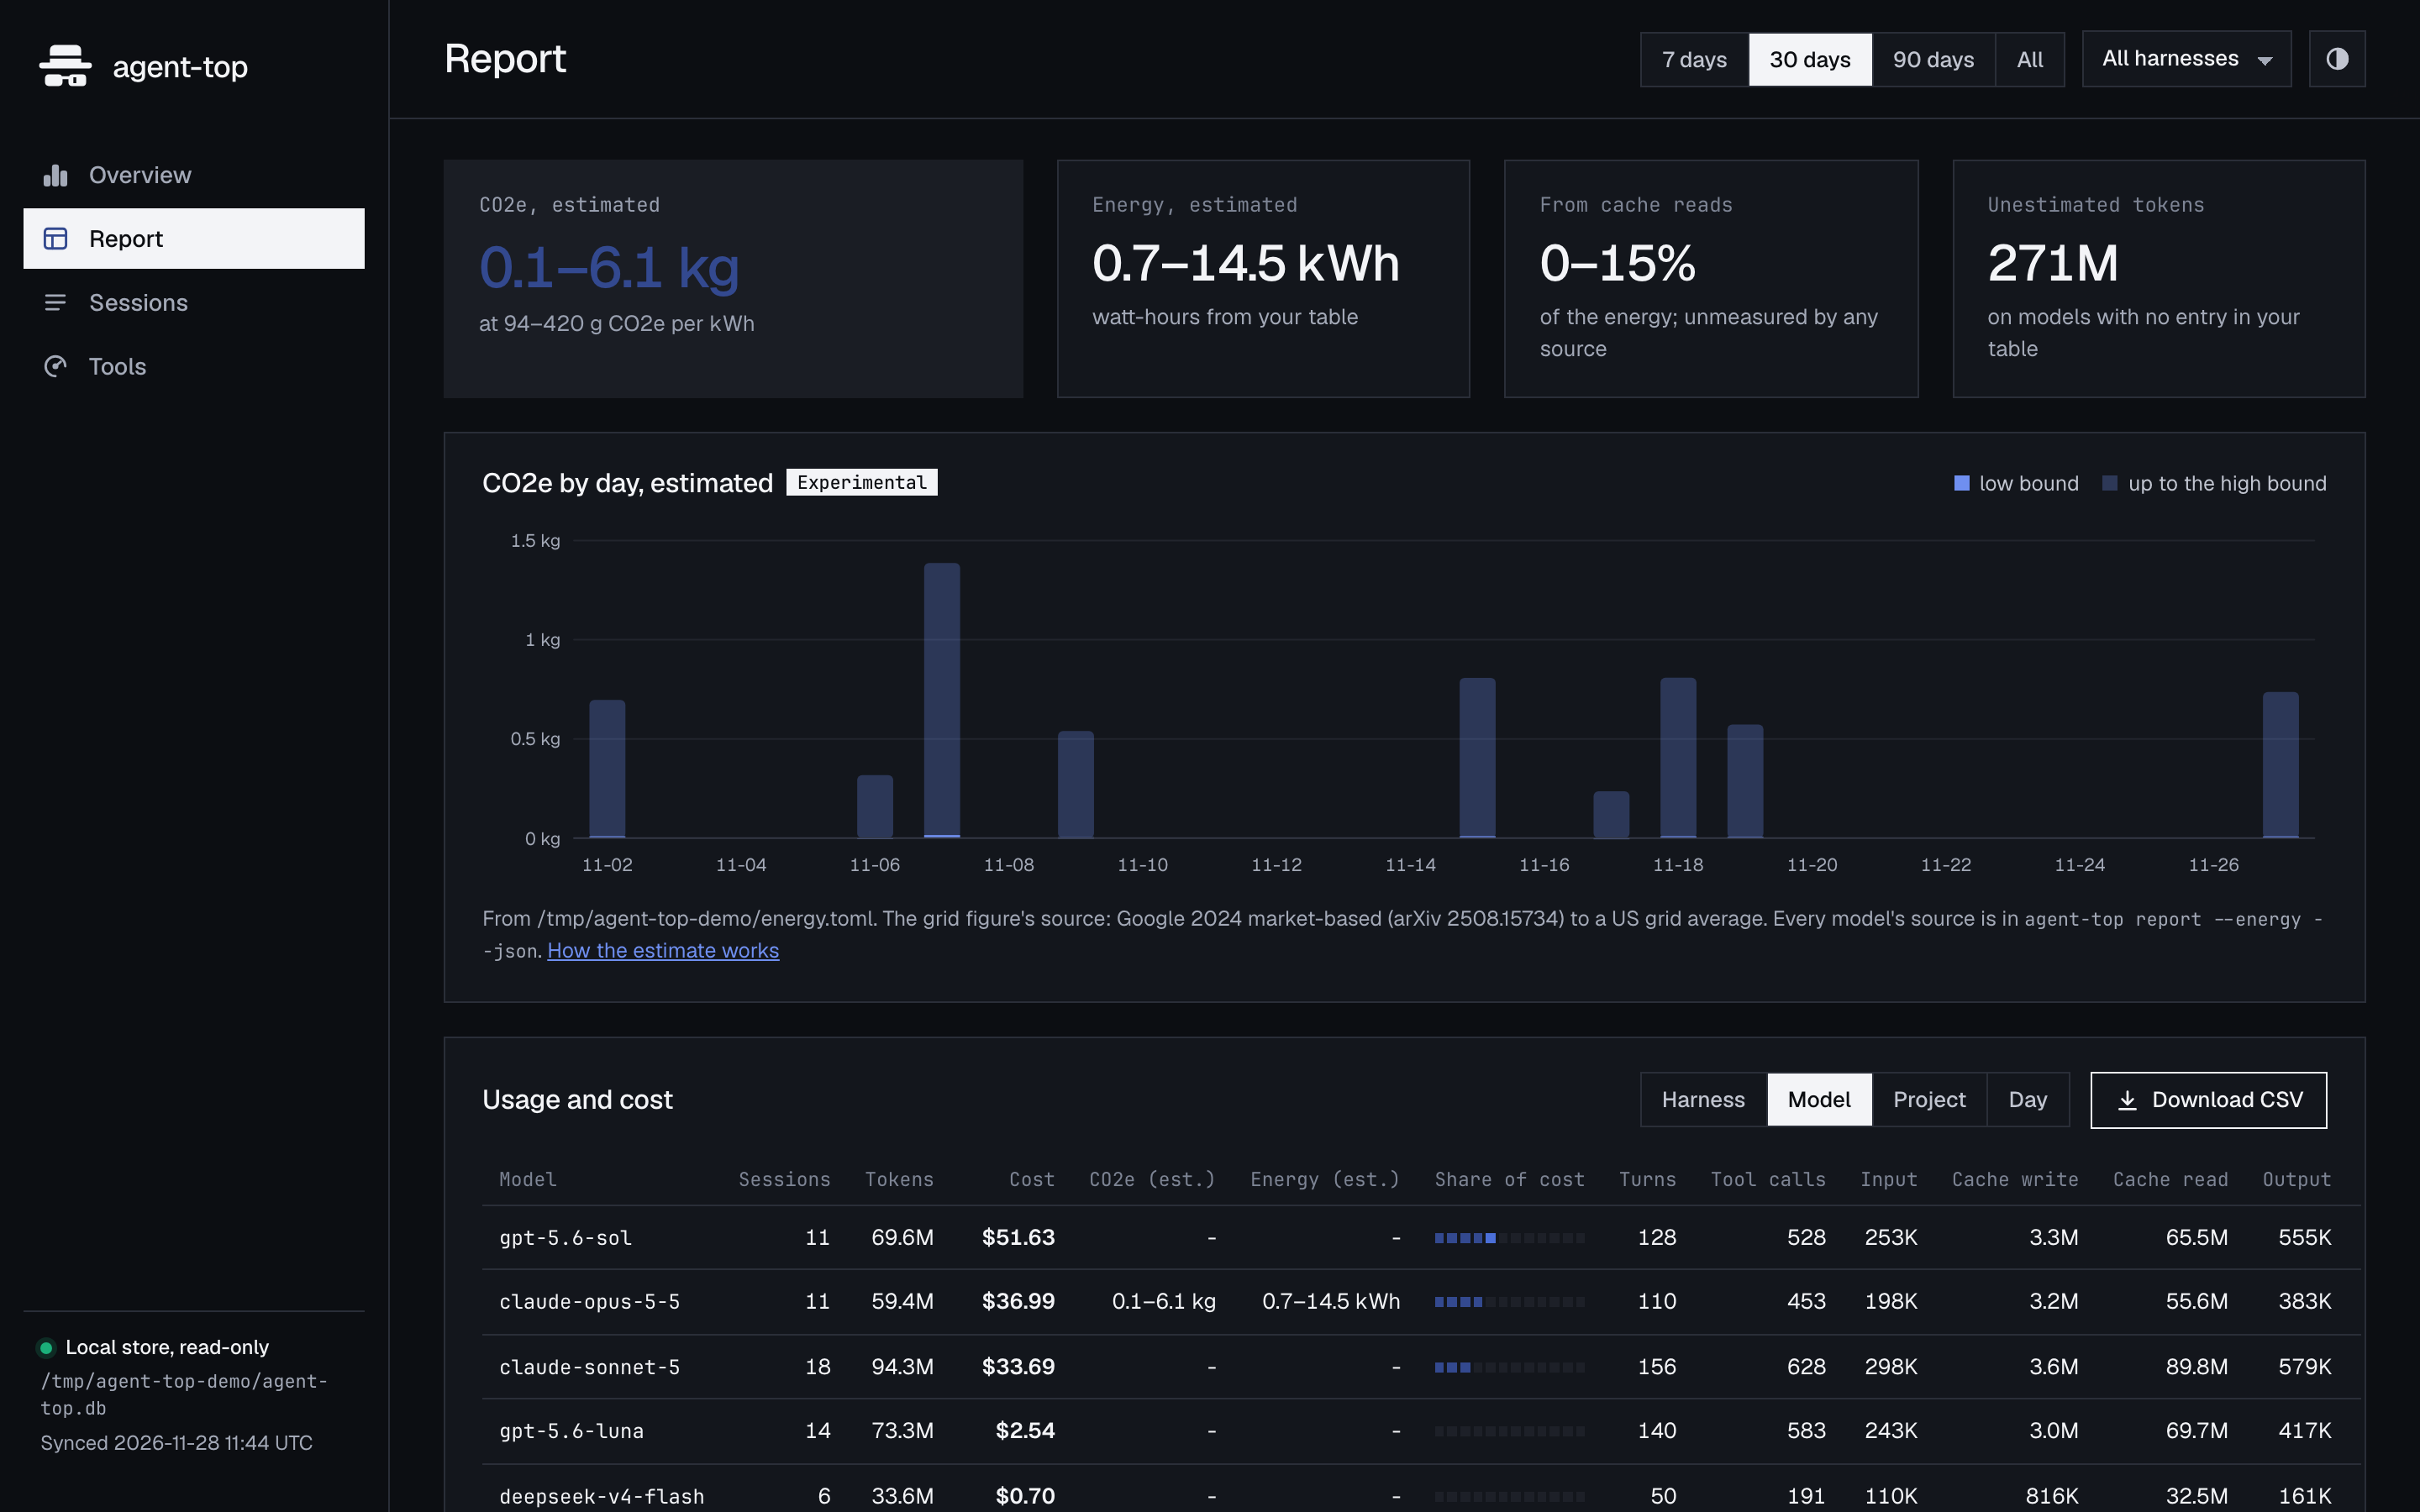 agent-top
Overview
Report
Sessions
Tools
Local store, read-only
/tmp/agent-top-demo/agent-
top.db
Synced 2026-11-28 11:44 UTC
Report
7 days 30 days 90 days All All harnesses
CO2e, estimated
0.1–6.1 kg
at 94–420 g CO2e per kWh
Energy, estimated
0.7–14.5 kWh
watt-hours from your table
From cache reads
0–15%
of the energy; unmeasured by any
source
Unestimated tokens
271M
on models with no entry in your
table
CO2e by day, estimated Experimental
low bound up to the high bound
1.5 kg
1 kg
0.5 kg
0 kg
11-02 11-04 11-06 11-08 11-10 11-12 11-14 11-16 11-18 11-20 11-22 11-24 11-26
From /tmp/agent-top-demo/energy.toml. The grid figure's source: Google 2024 market-based (arXiv 2508.15734) to a US grid average. Every model's source is in agent-top report --energy -
-json. How the estimate works
Usage and cost
Harness Model Project Day Download CSV
Model Sessions Tokens Cost CO2e (est.) Energy (est.) Share of cost Turns Tool calls Input Cache write Cache read Output
gpt-5.6-sol 11 69.6M $51.63 - - 128 528 253K 3.3M 65.5M 555K
claude-opus-5-5 11 59.4M $36.99 0.1–6.1 kg 0.7–14.5 kWh 110 453 198K 3.2M 55.6M 383K
claude-sonnet-5 18 94.3M $33.69 - - 156 628 298K 3.6M 89.8M 579K
gpt-5.6-luna 14 73.3M $2.54 - - 140 583 243K 3.0M 69.7M 417K
deepseek-v4-flash 6 33.6M $0.70 - - 50 191 110K 816K 32.5M 161K